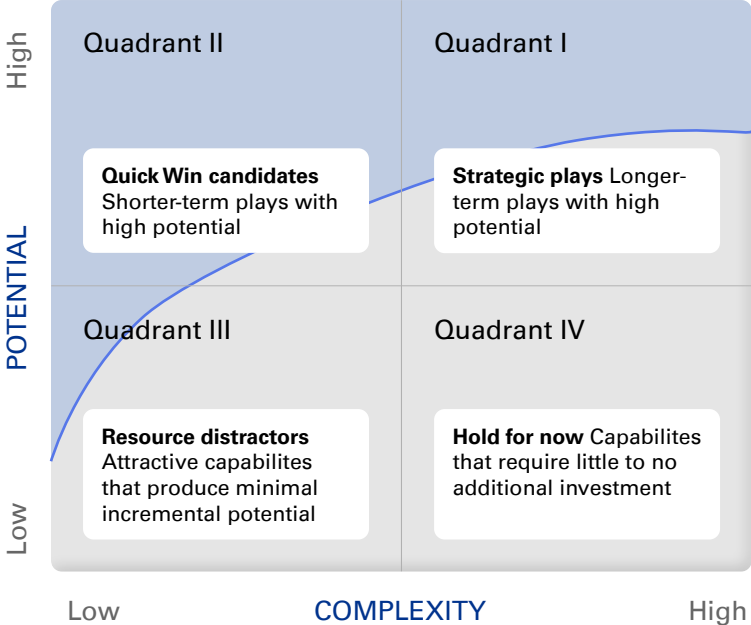 High
POTENTIAL
Low
Quadrant II
Quick Win candidates
Shorter-term plays with
high potential
Quadrant I
Strategic plays Longer-
term plays with high
potential
Quadrant III
Resource distractors
Attractive capabilites
that produce minimal
incremental potential
Quadrant IV
Hold for now Capabilites
that require little to no
additional investment
Low
COMPLEXITY
High